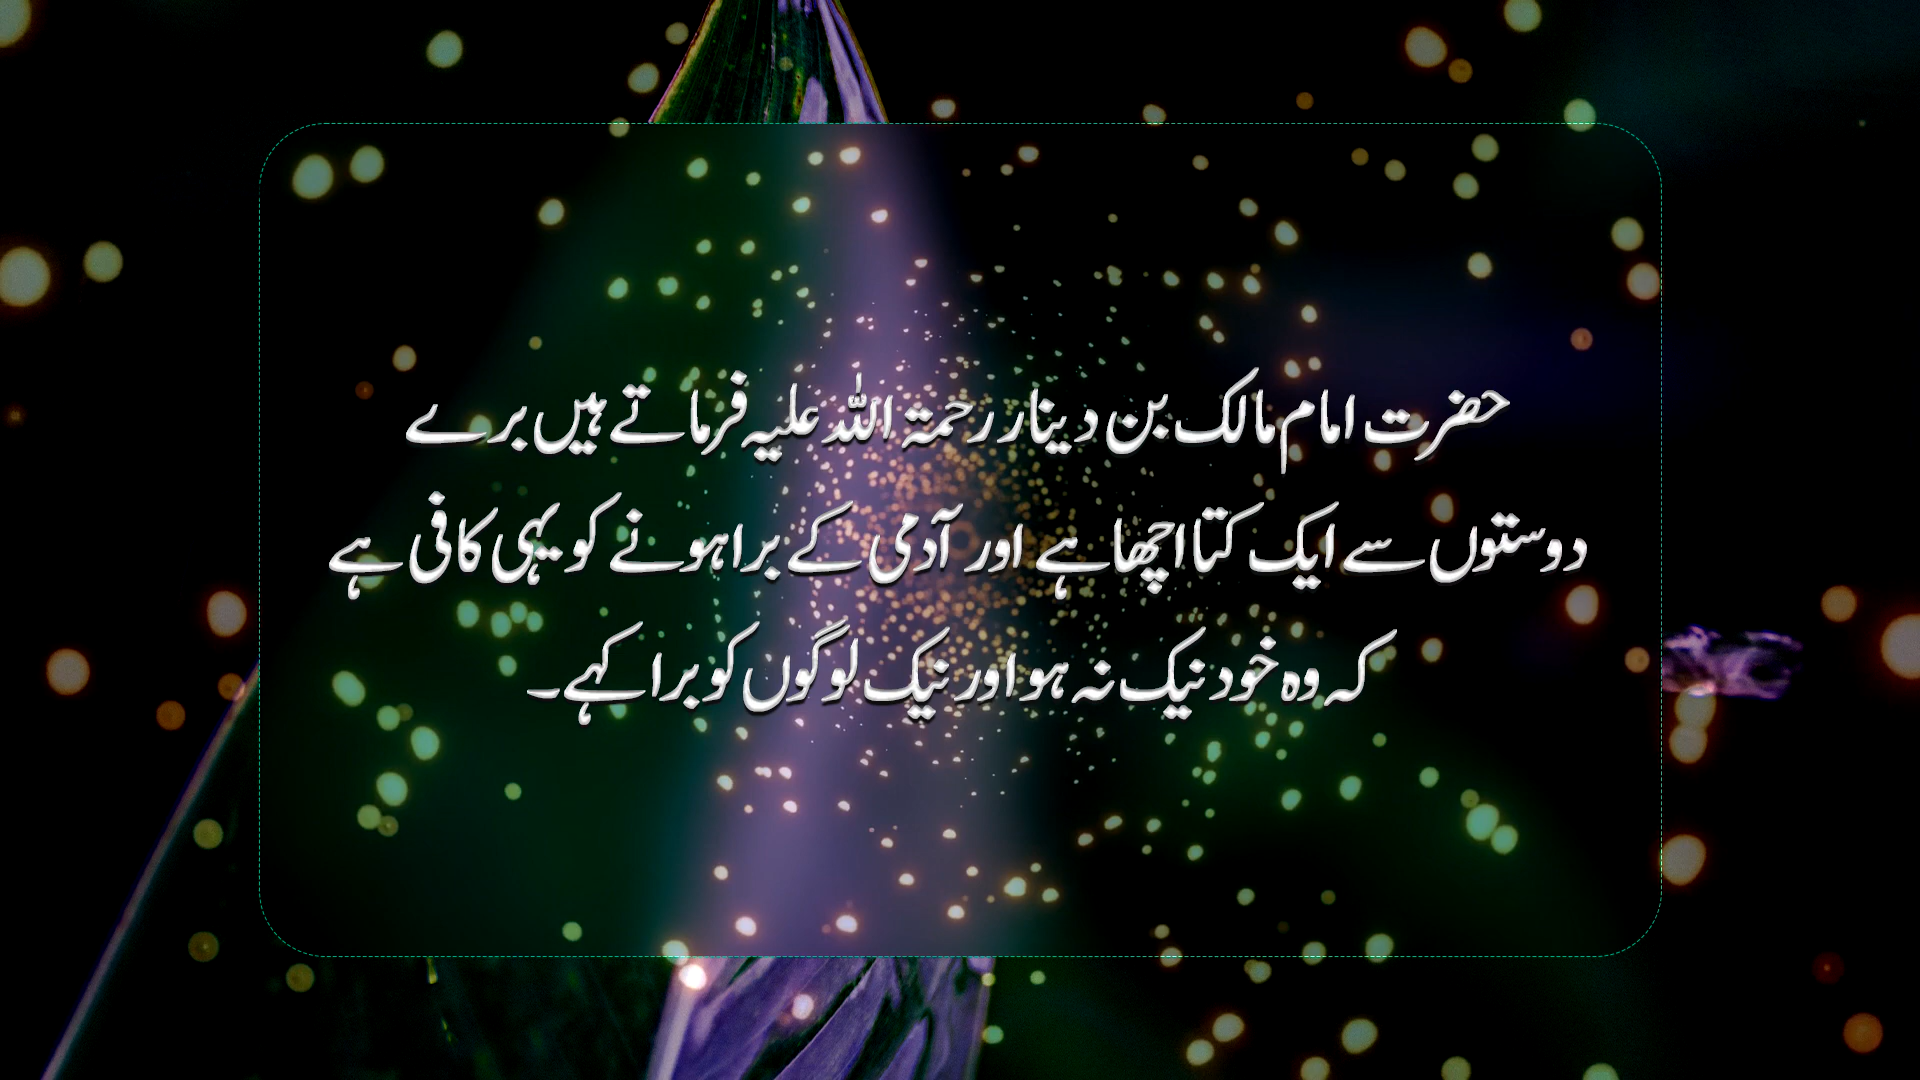 حضرت امام مالک بن دینار رحمۃ اللہ علیہ فرماتے ہیں برے
دوستوں سے ایک کتا اچھا ہے اور آدمی کے برا ہونے کو یہی کافی ہے
کہ وہ خود نیک نہ ہو اور نیک لوگوں کو برا کہے۔